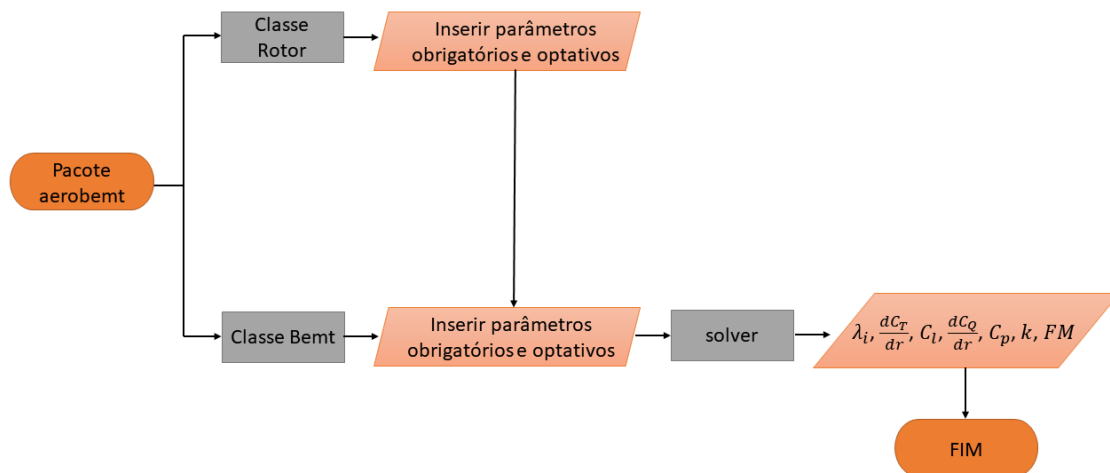 Classe
Rotor
Inserir parâmetros
obrigatórios e optativos
Pacote
aerobemt
Classe Bemt
Inserir parâmetros
obrigatórios e optativos
solver
λ_i, dC_T/dr, C_l, dC_Q/dr, C_p, k, FM
FIM